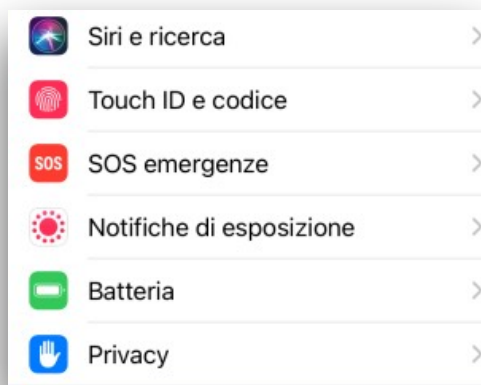 Siri e ricerca
Touch ID e codice
SOS
SOS emergenze
Notifiche di esposizione
Batteria
Privacy